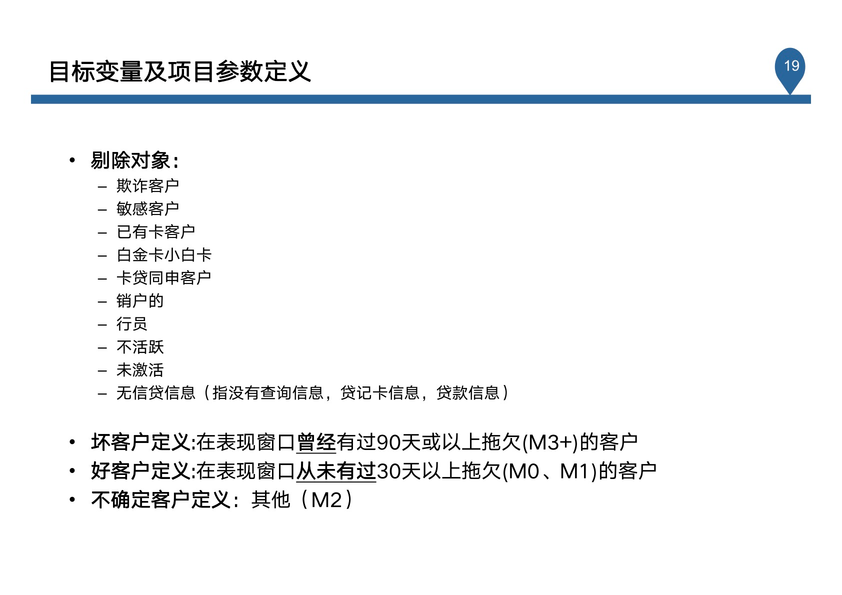 目标变量及项目参数定义
19
• 剔除对象：
– 欺诈客户
– 敏感客户
– 已有卡客户
– 白金卡小白卡
– 卡贷同申客户
– 销户的
– 行员
– 不活跃
– 未激活
– 无信贷信息（指没有查询信息，贷记卡信息，贷款信息）
• 坏客户定义:在表现窗口曾经有过90天或以上拖欠(M3+)的客户
• 好客户定义:在表现窗口从未有过30天以上拖欠(M0、M1)的客户
• 不确定客户定义：其他（M2）